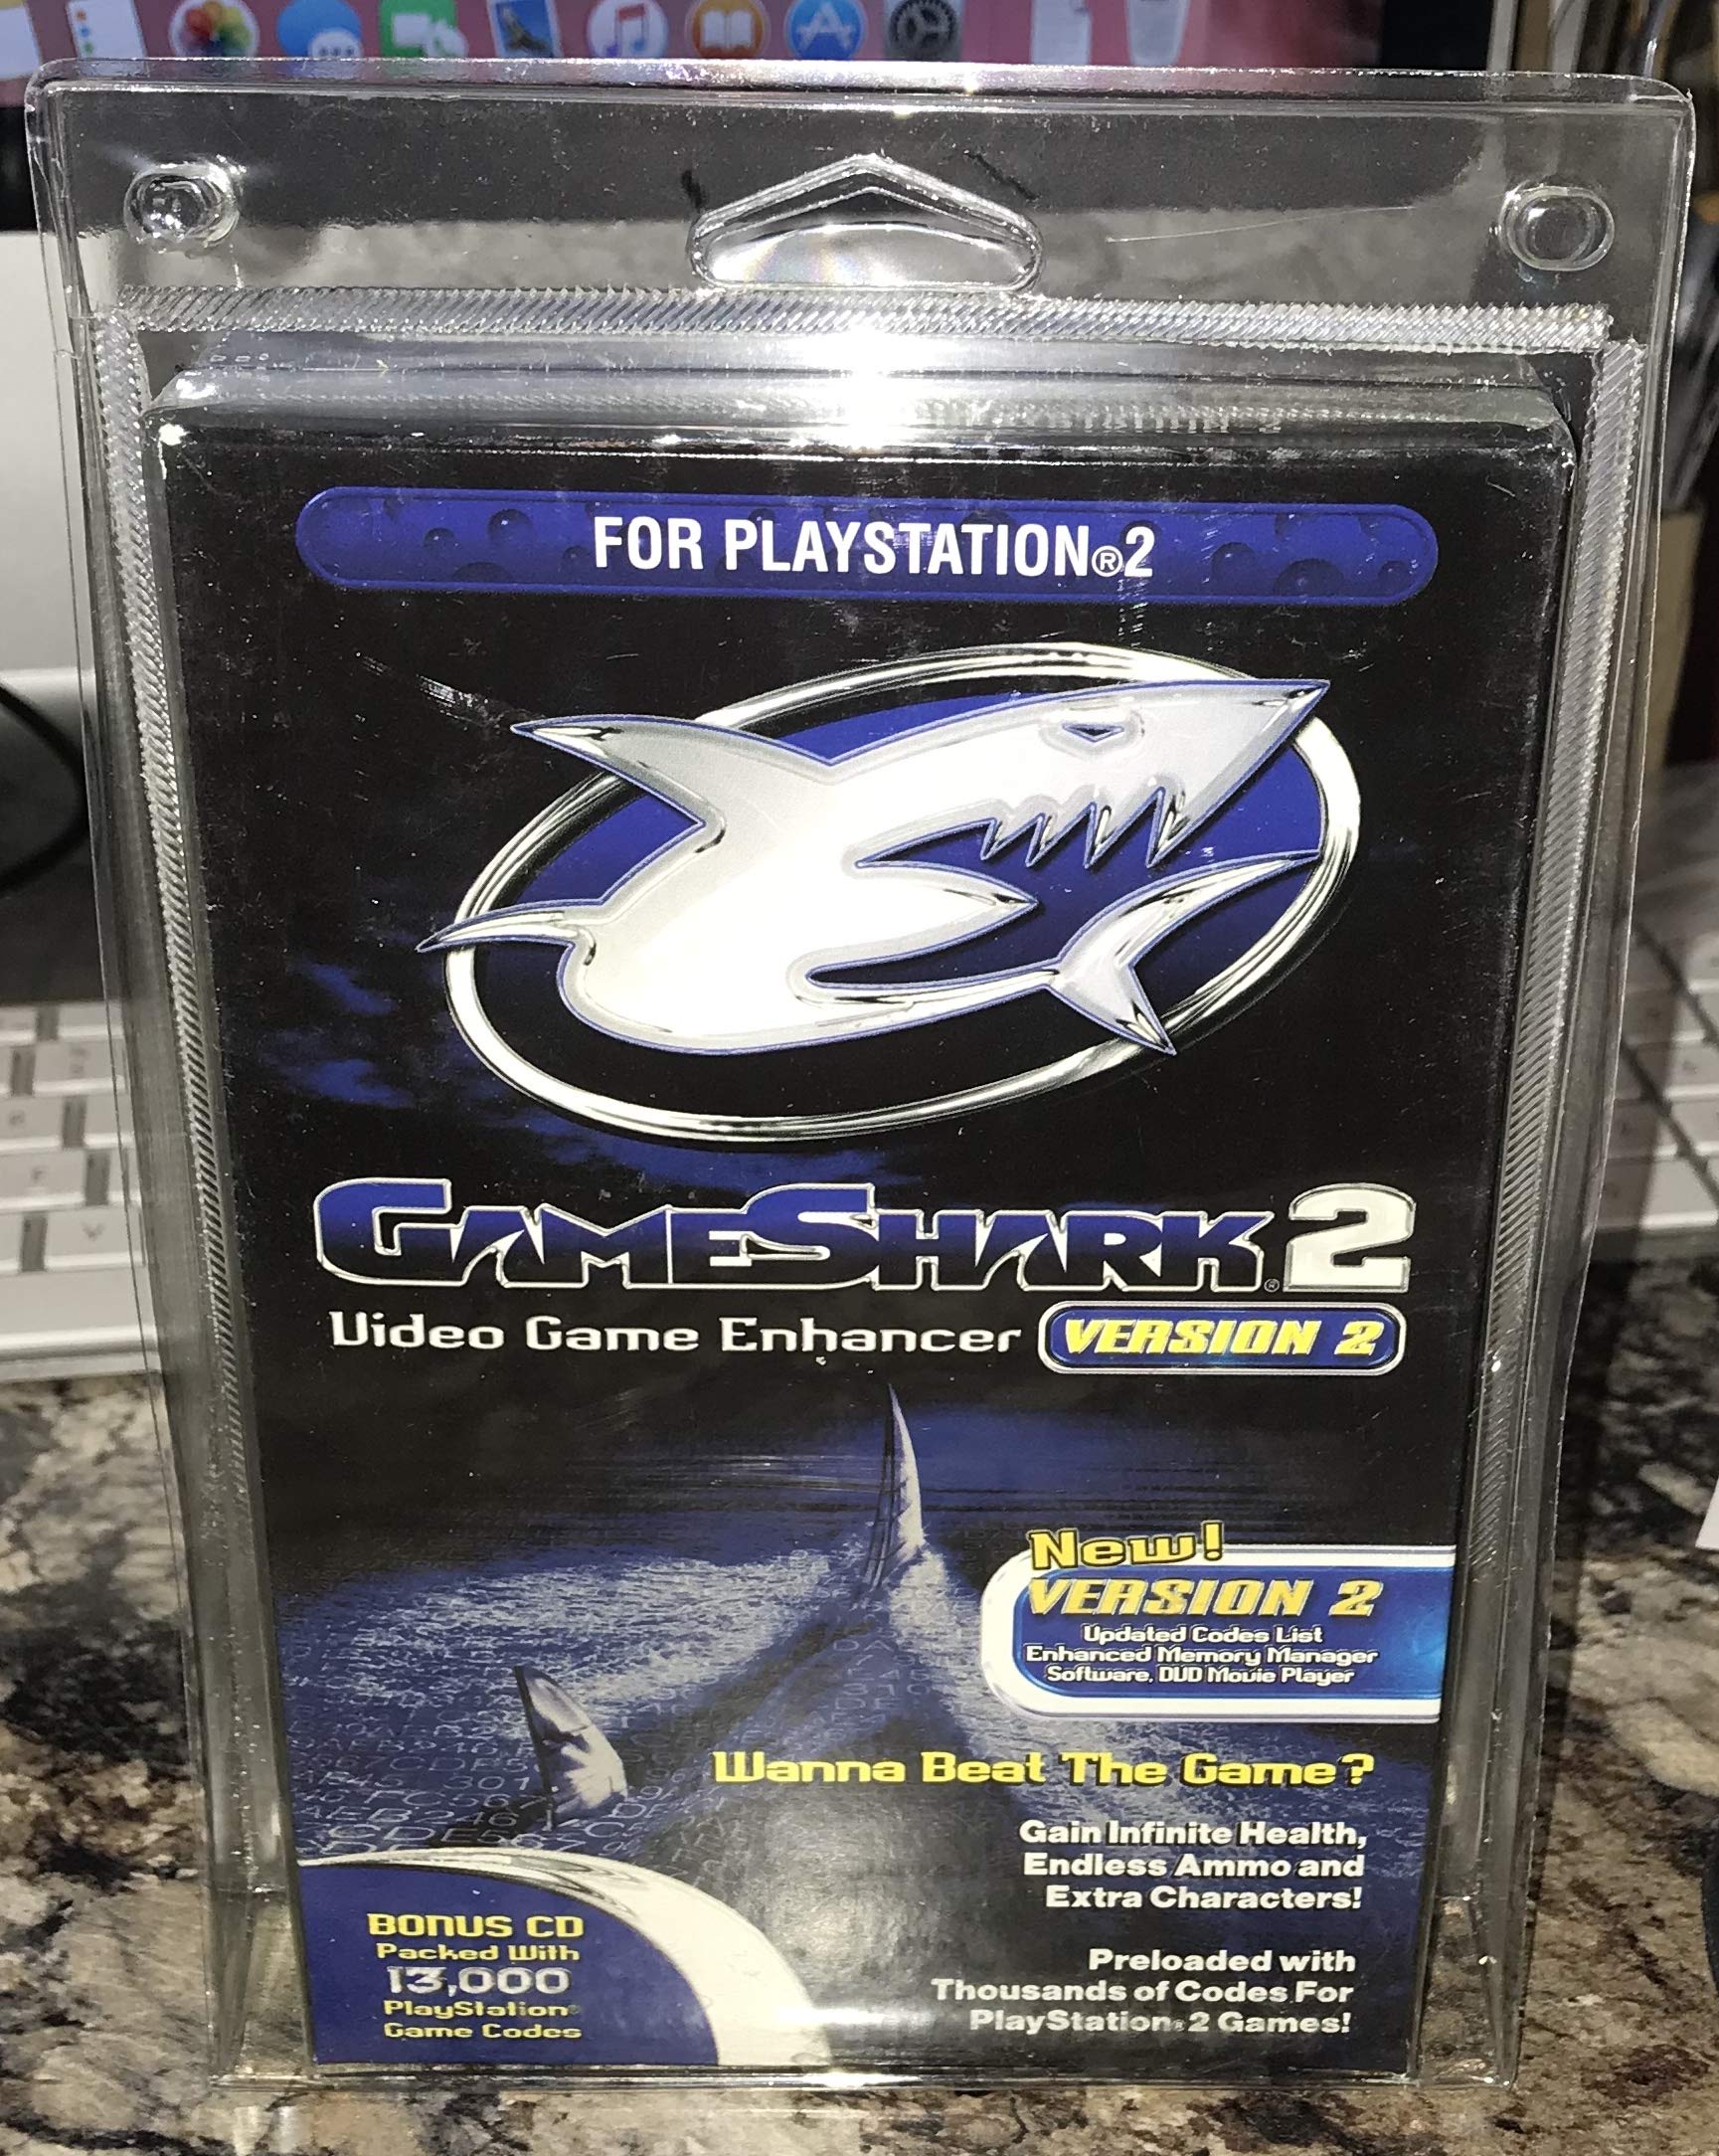 FOR PLAYSTATION®2
GAMESHARK®2
Video Game Enhancer VERSION 2
New!
VERSION 2
Updated Codes List
Enhanced Memory Manager
Software, DVD Movie Player
Wanna Beat The Game?
Gain Infinite Health,
Endless Ammo and
Extra Characters!
Preloaded with
Thousands of Codes For
PlayStation®2 Games!
BONUS CD
Packed With
13,000
PlayStation®
Game Codes